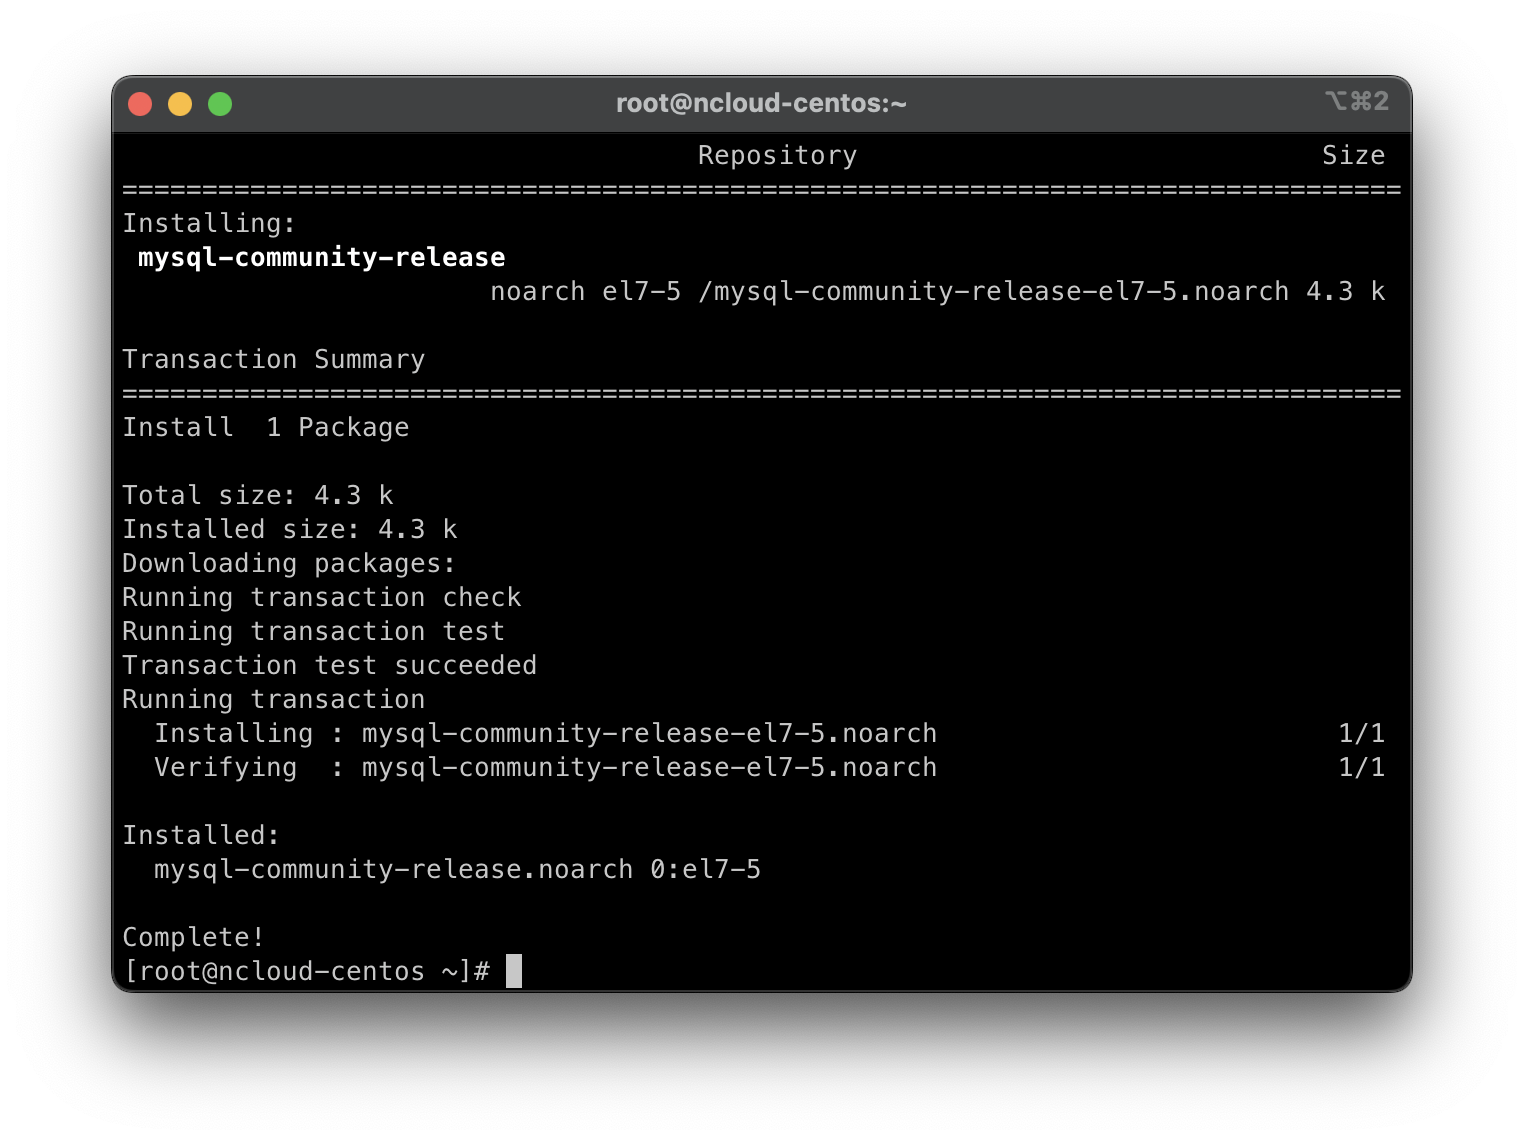 root@ncloud-centos:~ ⌥⌘2
Repository Size
================================================================================
Installing:
mysql-community-release
noarch el7-5 /mysql-community-release-el7-5.noarch 4.3 k
Transaction Summary
================================================================================
Install  1 Package
Total size: 4.3 k
Installed size: 4.3 k
Downloading packages:
Running transaction check
Running transaction test
Transaction test succeeded
Running transaction
Installing : mysql-community-release-el7-5.noarch 1/1
Verifying  : mysql-community-release-el7-5.noarch 1/1
Installed:
mysql-community-release.noarch 0:el7-5
Complete!
[root@ncloud-centos ~]#